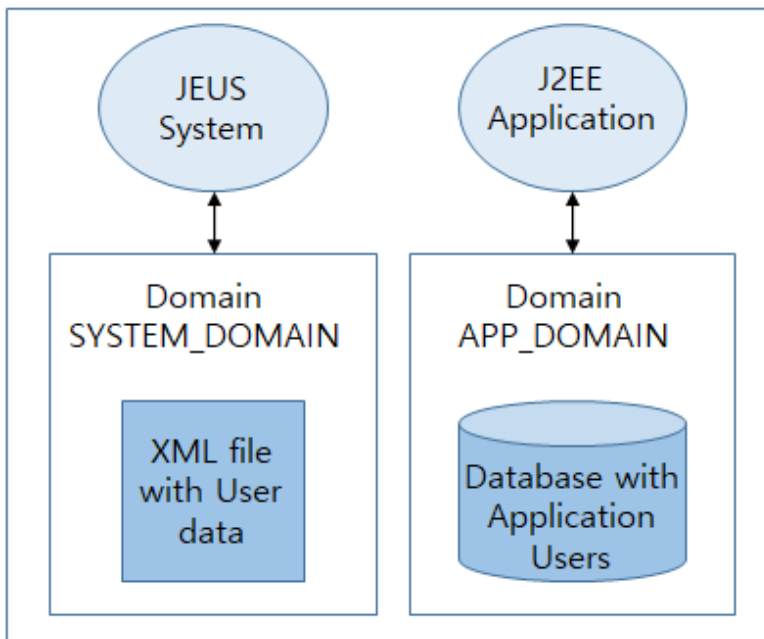 JEUS
System
J2EE
Application
Domain
SYSTEM_DOMAIN
XML file
with User
data
Domain
APP_DOMAIN
Database with
Application
Users